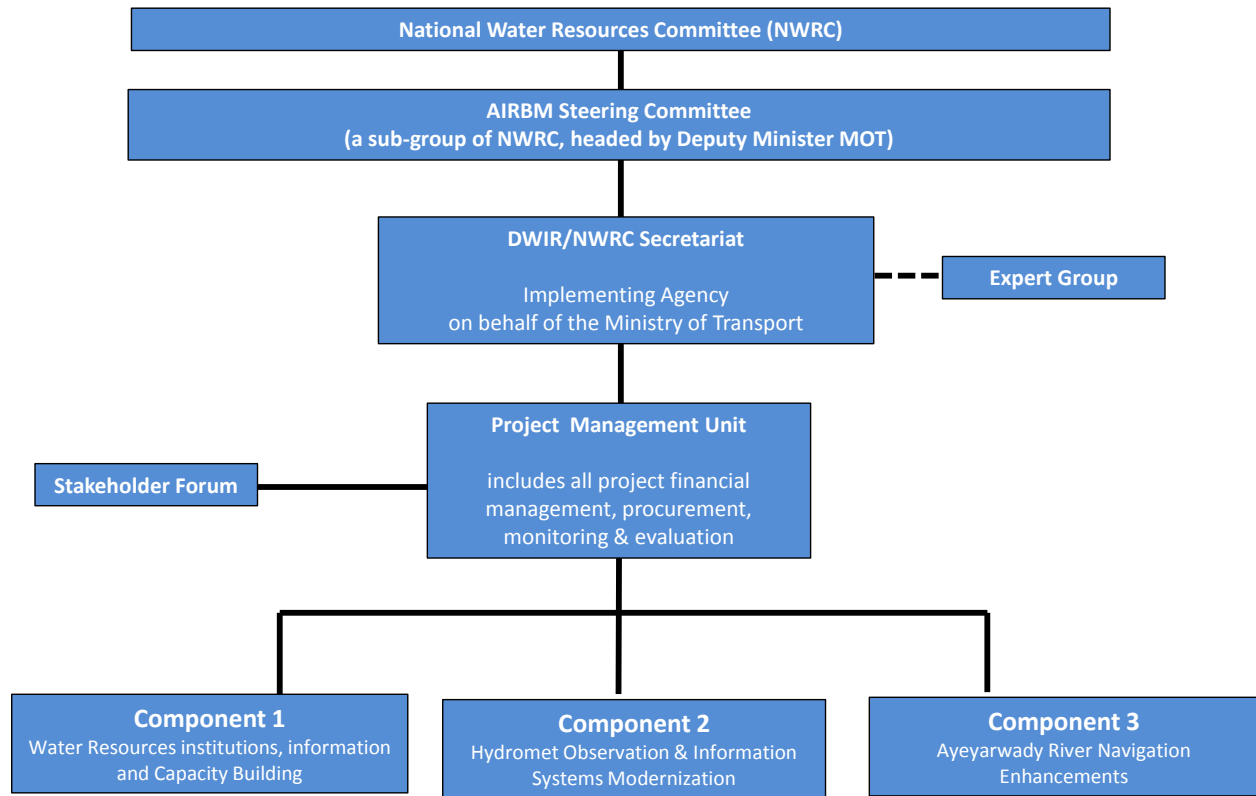 National Water Resources Committee (NWRC)
AIRBM Steering Committee
(a sub-group of NWRC, headed by Deputy Minister MOT)
DWIR/NWRC Secretariat
Implementing Agency
on behalf of the Ministry of Transport
Expert Group
Project Management Unit
includes all project financial
management, procurement,
monitoring & evaluation
Stakeholder Forum
Component 1
Water Resources institutions, information
and Capacity Building
Component 2
Hydromet Observation & Information
Systems Modernization
Component 3
Ayeyarwady River Navigation
Enhancements